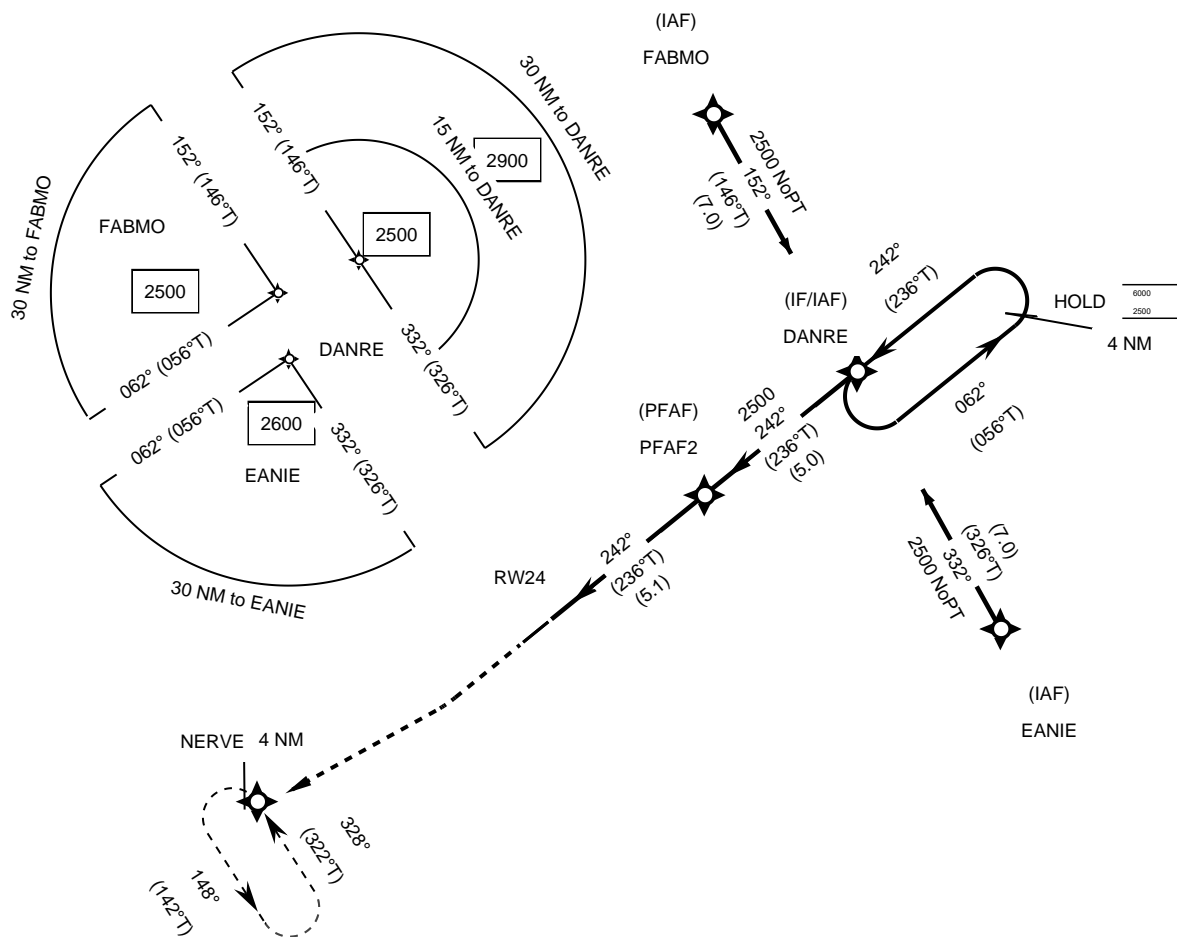 (IAF)
FABMO
30 NM to DANRE
15 NM to DANRE
2900
152° (146°T)
152° (146°T)
2500 NoPT
152°
(146°T)
(7.0)
30 NM to FABMO
FABMO
2500
2500
242°
(236°T)
(IF/IAF)
DANRE
HOLD
6000
2500
4 NM
DANRE
062° (056°T)
332° (326°T)
062° (056°T)
2600
332° (326°T)
EANIE
30 NM to EANIE
062°
(056°T)
(PFAF)
PFAF2
2500
242°
(236°T)
(5.0)
RW24
242°
(236°T)
(5.1)
(7.0)
(326°T)
332°
2500 NoPT
(IAF)
EANIE
NERVE 4 NM
328°
(322°T)
148°
(142°T)